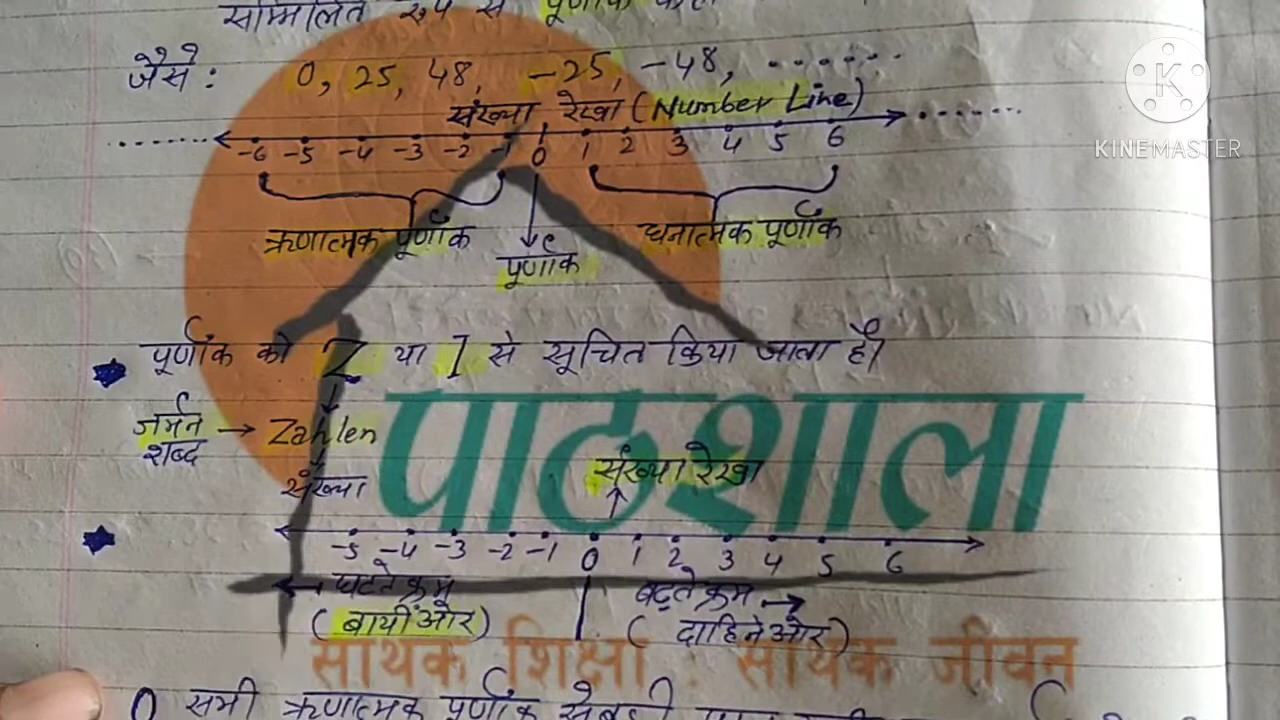 सम्मिलित रूप से पूर्णांक
जैसे : 0, 25, 48, -25, -48, ......
संख्या रेखा (Number Line)
-6 -5 -4 -3 -2 -1 0 1 2 3 4 5 6
ऋणात्मक पूर्णांक
धनात्मक पूर्णांक
पूर्णांक
पूर्णांक को Z या I से सूचित किया जाता है।
जर्मन शब्द → Zahlen
संख्या
संख्या रेखा
-5 -4 -3 -2 -1 0 1 2 3 4 5 6
घटते क्रम
(बायीं ओर)
बढ़ते क्रम →
(दाहिने ओर)
0 सभी ऋणात्मक पूर्णांक से बड़ी
पाठशाला
सार्थक शिक्षा : सार्थक जीवन
K
KINEMASTER